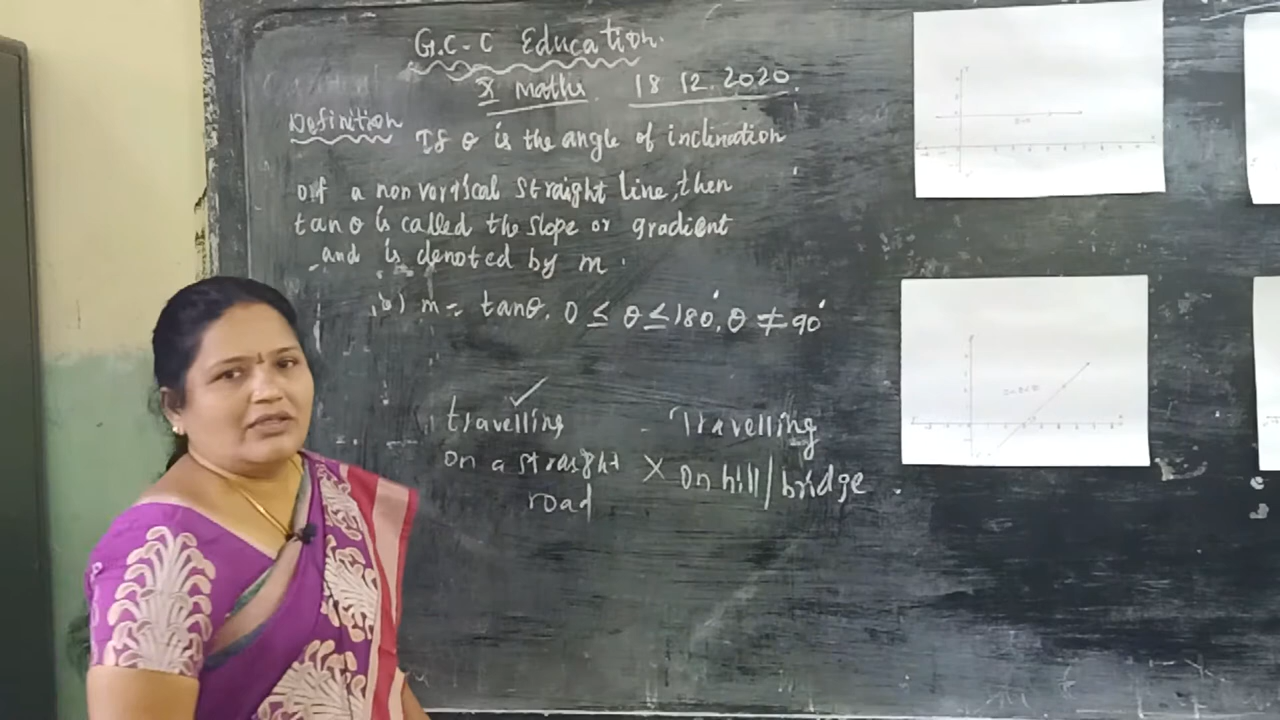 G.C.C Education.
X Maths. 18.12.2020.
Definition If θ is the angle of inclination
of a non vertical straight line, then
tan θ is called the slope or gradient
and is denoted by m.
m = tanθ, 0 ≤ θ ≤ 180°, θ ≠ 90°
travelling
on a straight
road
✓
×
Travelling
on hill/bridge